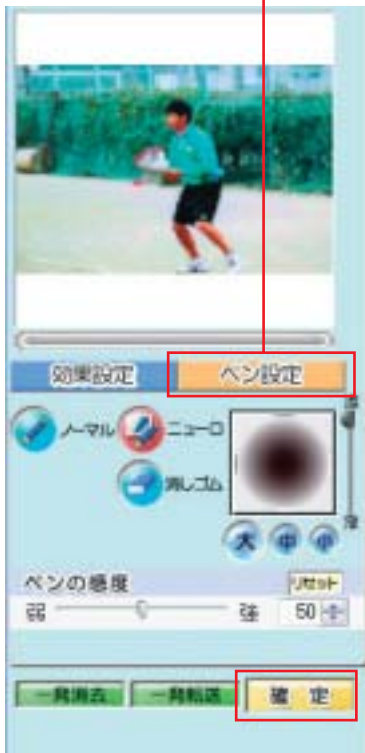 効果設定 ペン設定
ノーマル ニューロ
消しゴム
大 中 小
ペンの感度 リセット
弱 強 50
一発消去 一発転送 確 定